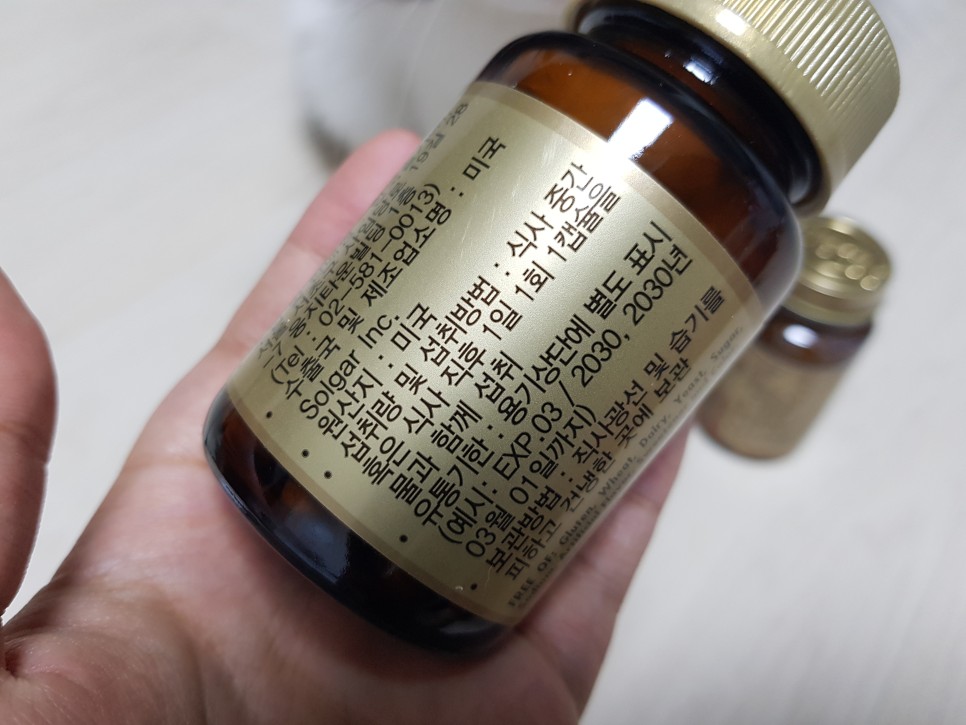 (Tel : 02-581-0013)
• 수출국 및 제조업소명 : 미국
Solgar Inc.
• 원산지 : 미국
• 섭취량 및 섭취방법 : 식사 중간
혹은 식사 직후 1일 1회 1캡슐을
물과 함께 섭취
• 유통기한 : 용기상단에 별도 표시
(예시: EXP.03 / 2030, 2030년
03월 01일까지)
• 보관방법 : 직사광선 및 습기를
피하고 건냉한 곳에 보관
FREE OF: Gluten, Wheat, Dairy, Yeast, Sugar,